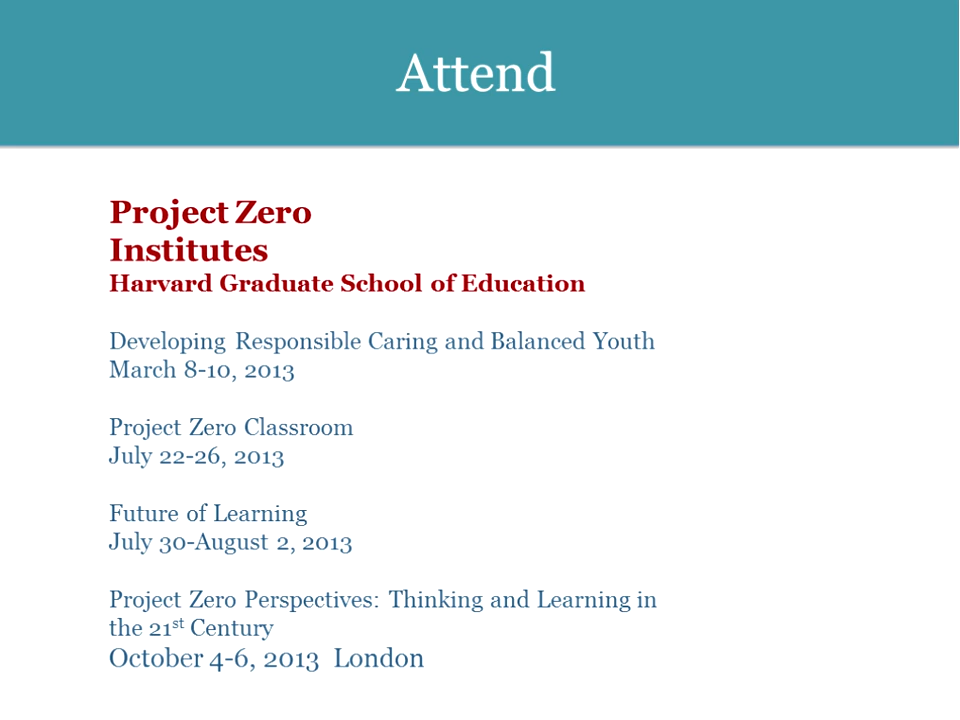 Attend
Project Zero
Institutes
Harvard Graduate School of Education
Developing Responsible Caring and Balanced Youth
March 8-10, 2013
Project Zero Classroom
July 22-26, 2013
Future of Learning
July 30-August 2, 2013
Project Zero Perspectives: Thinking and Learning in
the 21st Century
October 4-6, 2013 London